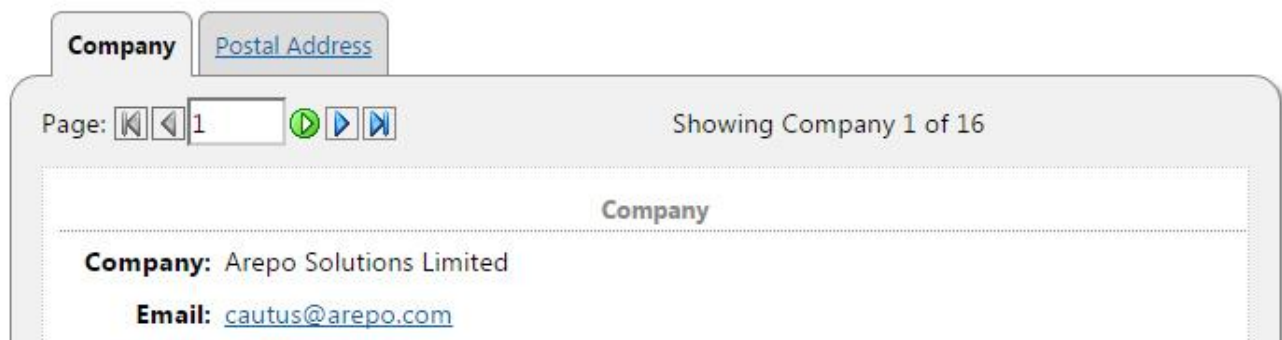 Company Postal Address
Page: 1 Showing Company 1 of 16
Company
Company: Arepo Solutions Limited
Email: cautus@arepo.com